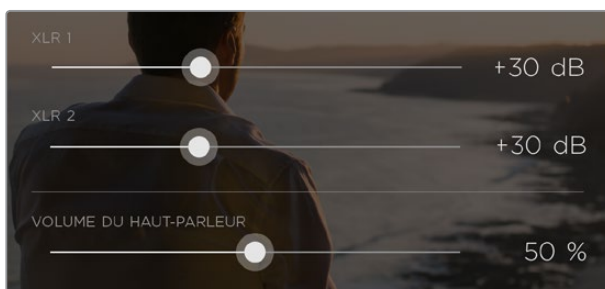 XLR 1
+30 dB
XLR 2
+30 dB
VOLUME DU HAUT-PARLEUR
50 %